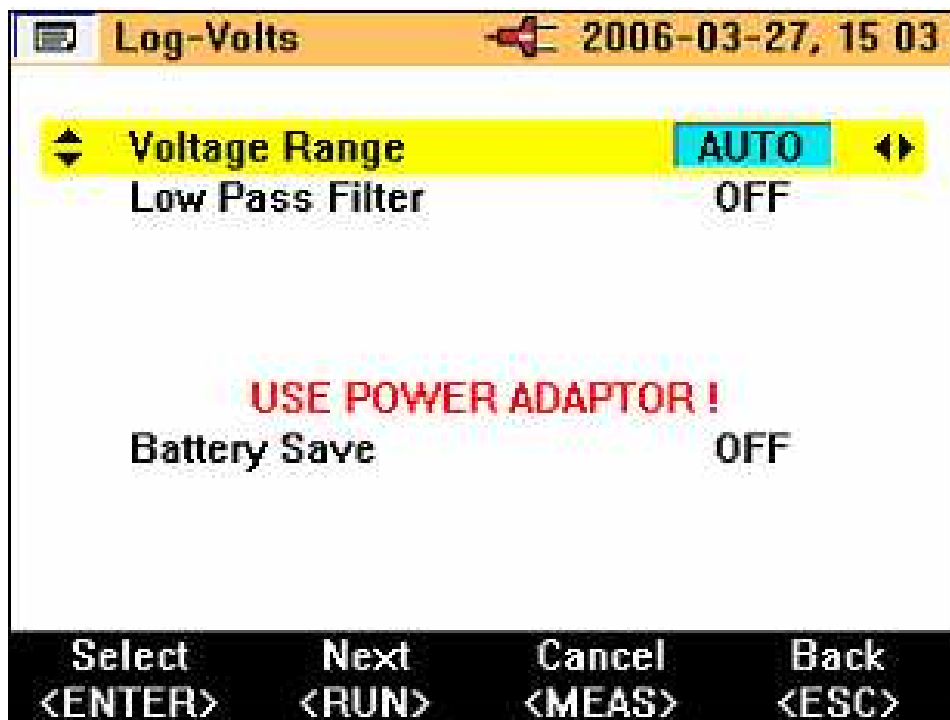 Log-Volts 2006-03-27, 15 03
Voltage Range AUTO
Low Pass Filter OFF
USE POWER ADAPTOR !
Battery Save OFF
Select Next Cancel Back
<ENTER> <RUN> <MEAS> <ESC>